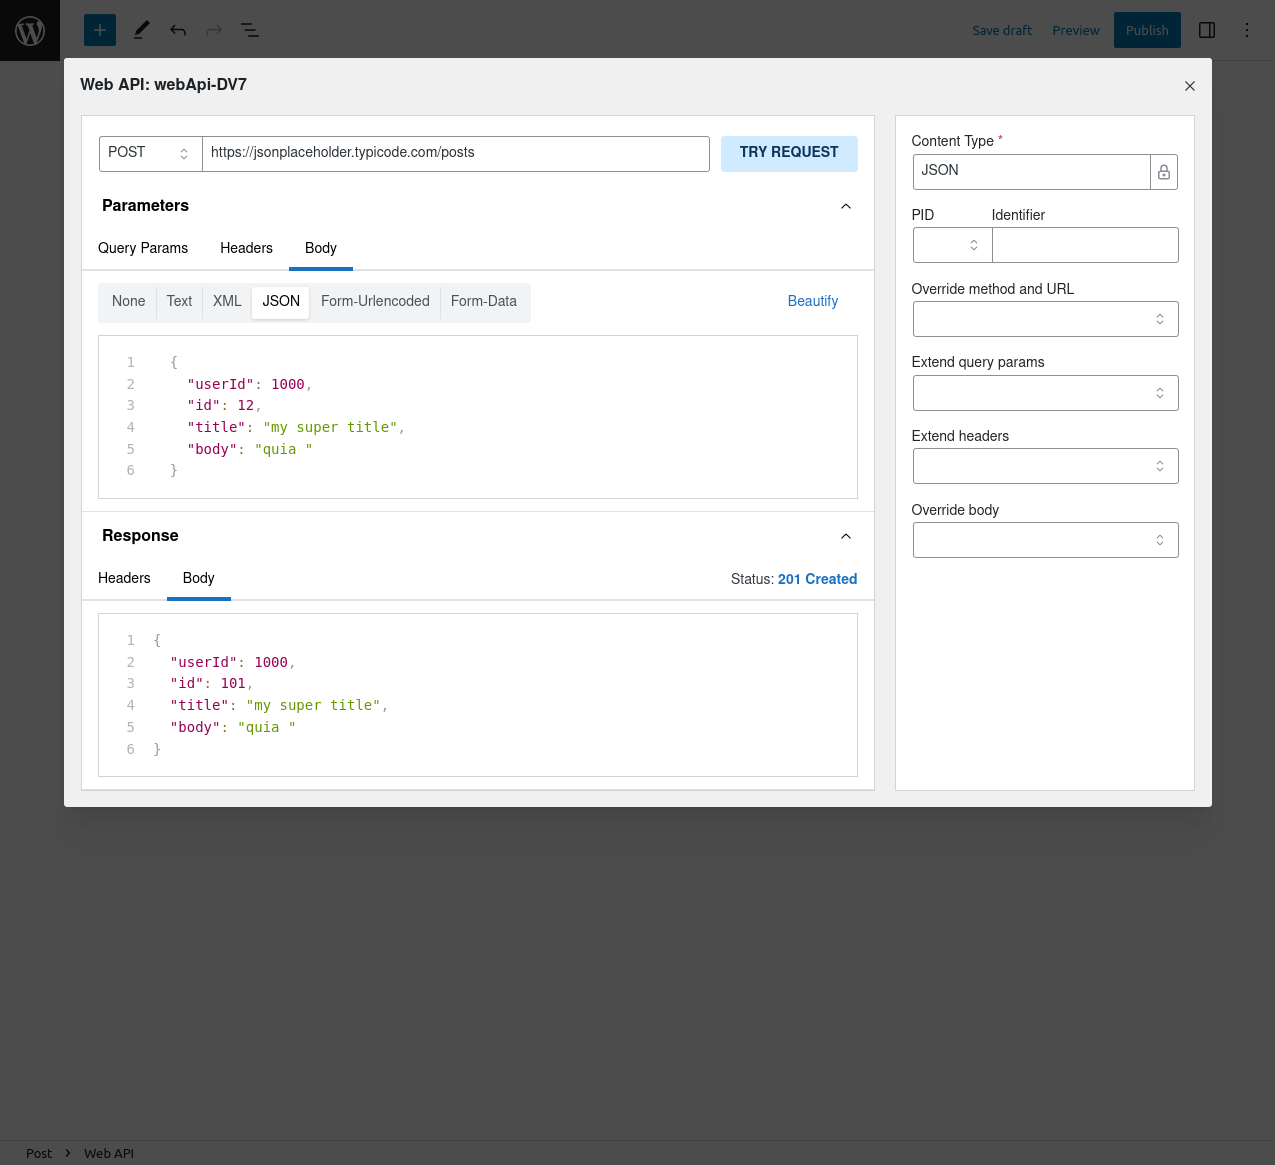 Save draft Preview Publish
Web API: webApi-DV7
POST https://jsonplaceholder.typicode.com/posts TRY REQUEST
Parameters
Query Params Headers Body
None Text XML JSON Form-Urlencoded Form-Data Beautify
1 {
2 "userId": 1000,
3 "id": 12,
4 "title": "my super title",
5 "body": "quia "
6 }
Response
Headers Body Status: 201 Created
1 {
2 "userId": 1000,
3 "id": 101,
4 "title": "my super title",
5 "body": "quia "
6 }
Content Type *
JSON
PID Identifier
Override method and URL
Extend query params
Extend headers
Override body
Post Web API